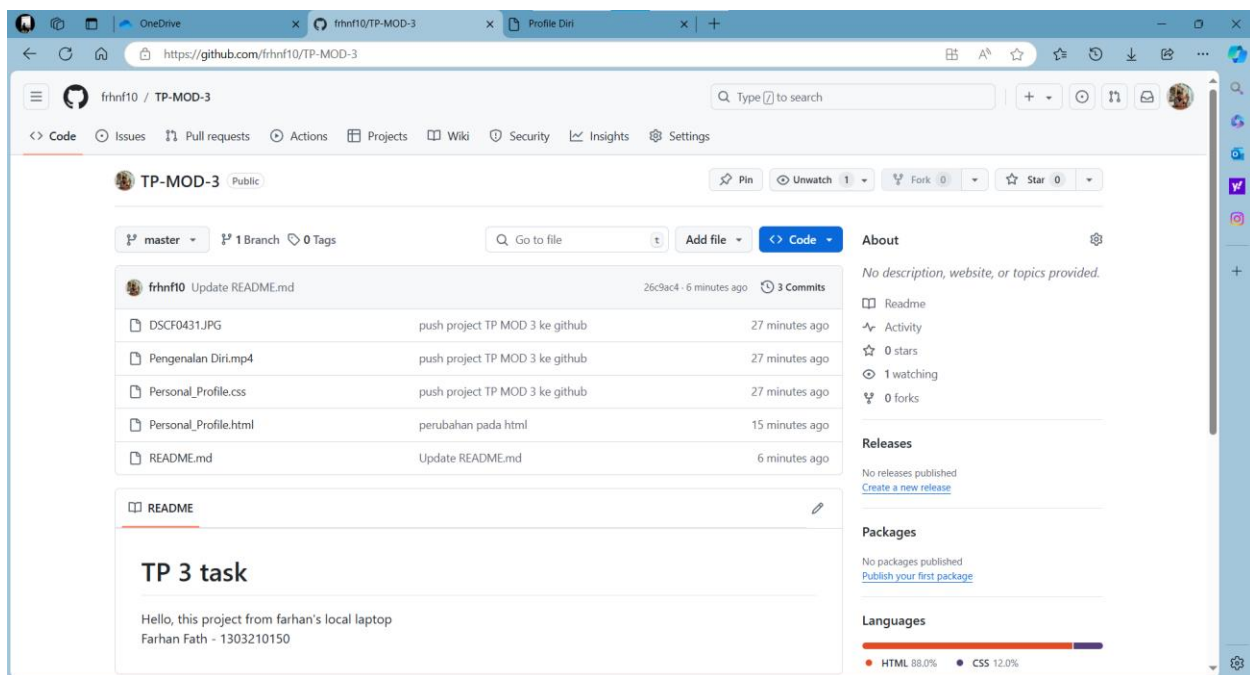 OneDrive
frhnf10/TP-MOD-3
Profile Diri
https://github.com/frhnf10/TP-MOD-3
frhnf10 / TP-MOD-3
Type / to search
Code Issues Pull requests Actions Projects Wiki Security Insights Settings
TP-MOD-3 Public
Pin Unwatch 1 Fork 0 Star 0
master 1 Branch 0 Tags Go to file t Add file Code
frhnf10 Update README.md 26c9ac4 · 6 minutes ago 3 Commits
DSCF0431.JPG push project TP MOD 3 ke github 27 minutes ago
Pengenalan Diri.mp4 push project TP MOD 3 ke github 27 minutes ago
Personal_Profile.css push project TP MOD 3 ke github 27 minutes ago
Personal_Profile.html perubahan pada html 15 minutes ago
README.md Update README.md 6 minutes ago
README
TP 3 task
Hello, this project from farhan's local laptop
Farhan Fath - 1303210150
About
No description, website, or topics provided.
Readme
Activity
0 stars
1 watching
0 forks
Releases
No releases published
Create a new release
Packages
No packages published
Publish your first package
Languages
HTML 88.0% CSS 12.0%